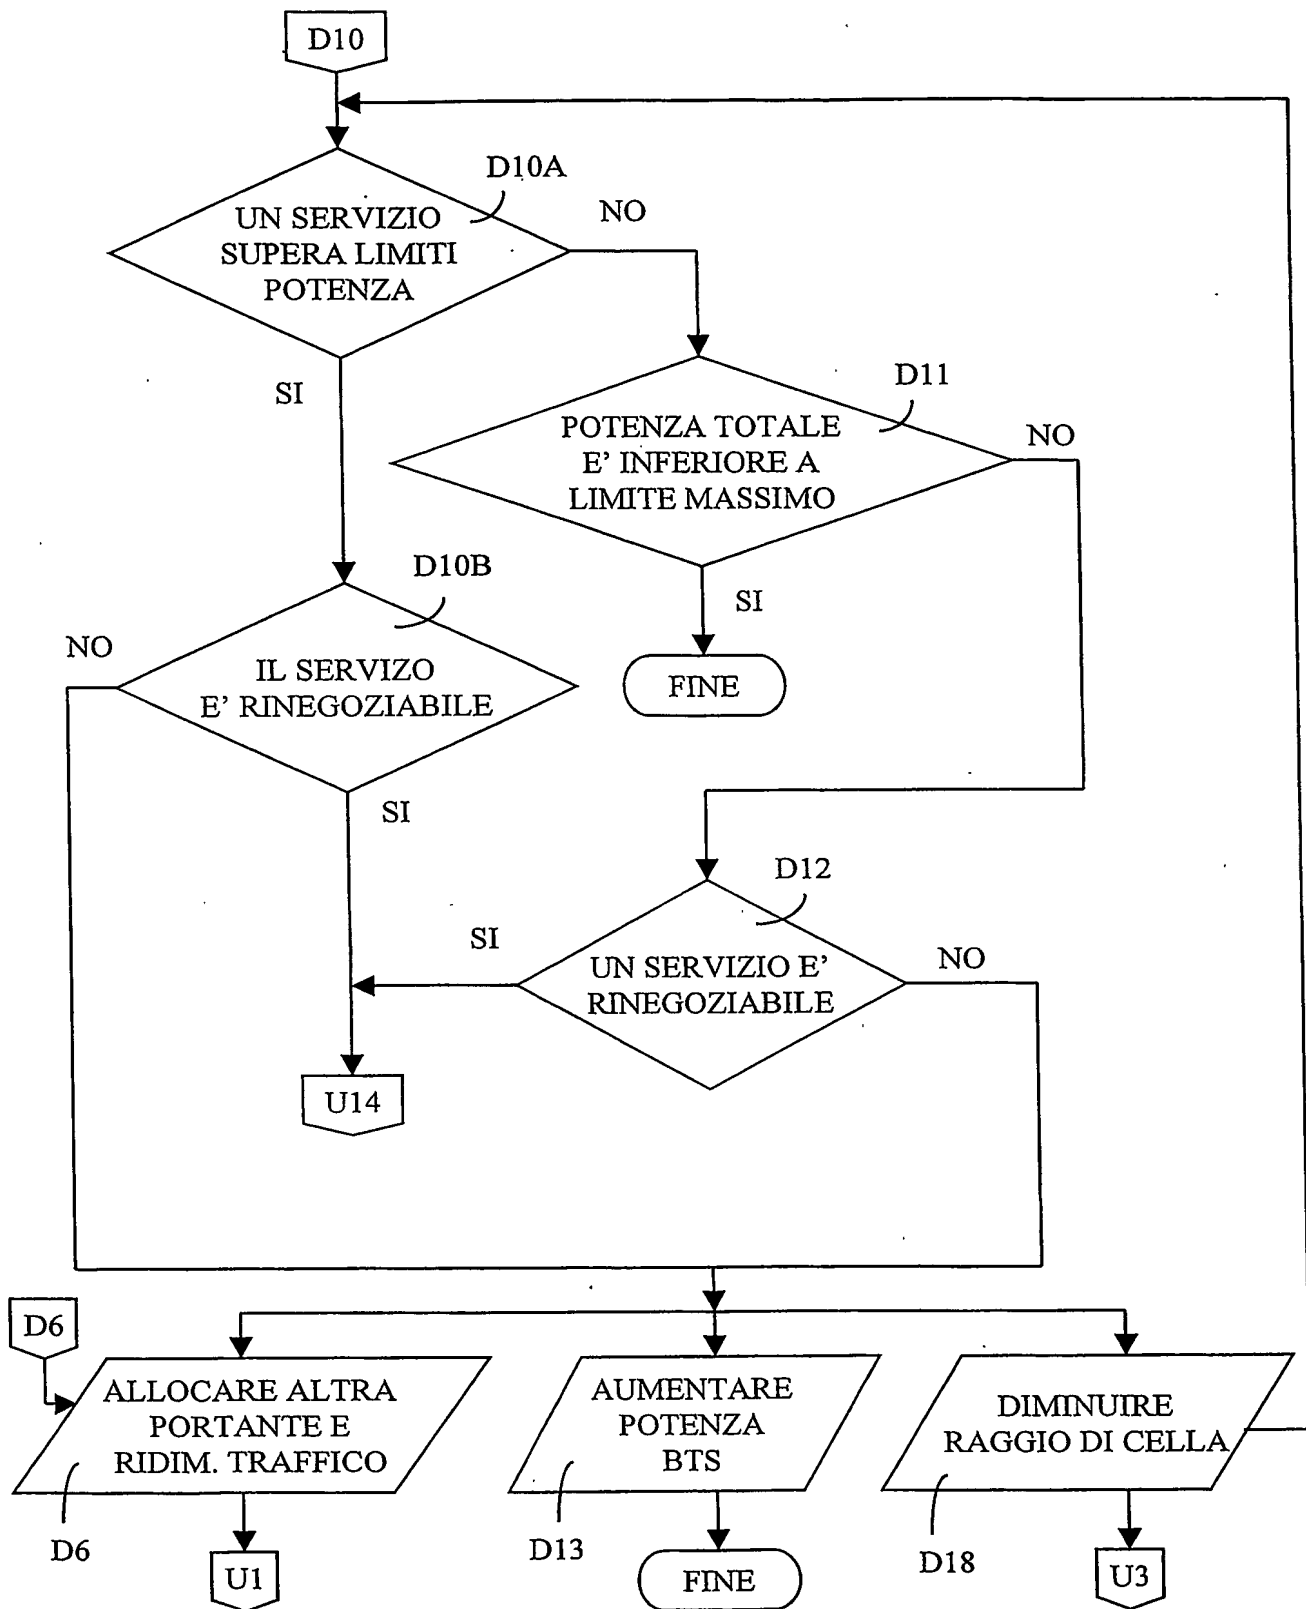 D10
D10A
UN SERVIZIO
SUPERA LIMITI
POTENZA
NO
SI
D11
POTENZA TOTALE
E' INFERIORE A
LIMITE MASSIMO
NO
SI
FINE
D10B
NO
IL SERVIZO
E' RINEGOZIABILE
SI
D12
SI
UN SERVIZIO E'
RINEGOZIABILE
NO
U14
D6
ALLOCARE ALTRA
PORTANTE E
RIDIM. TRAFFICO
D6
U1
AUMENTARE
POTENZA
BTS
D13
FINE
DIMINUIRE
RAGGIO DI CELLA
D18
U3